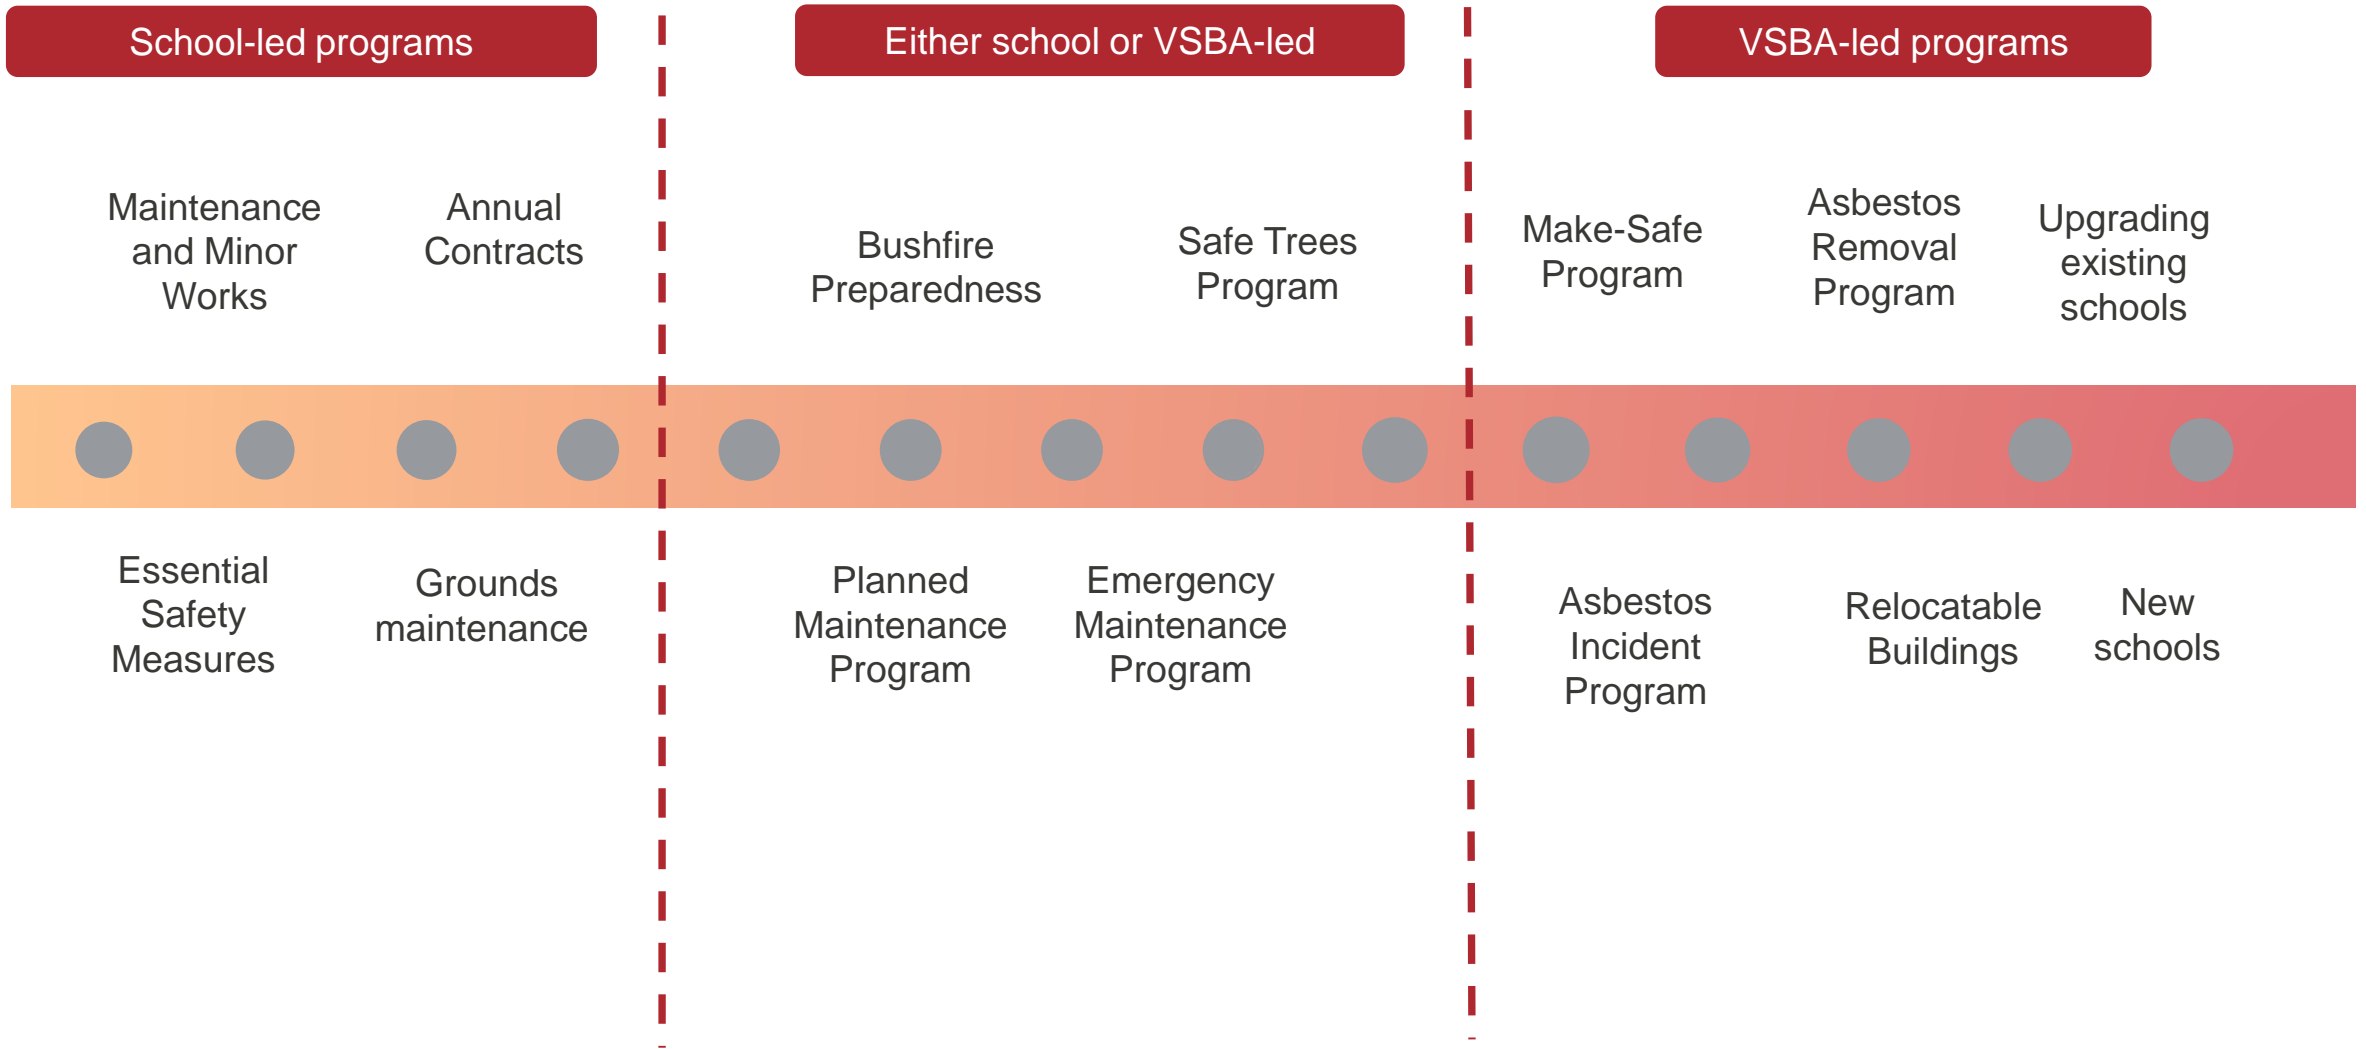 School-led programs
Either school or VSBA-led
VSBA-led programs
Maintenance
and Minor
Works
Annual
Contracts
Bushfire
Preparedness
Safe Trees
Program
Make-Safe
Program
Asbestos
Removal
Program
Upgrading
existing
schools
Essential
Safety
Measures
Grounds
maintenance
Planned
Maintenance
Program
Emergency
Maintenance
Program
Asbestos
Incident
Program
Relocatable
Buildings
New
schools